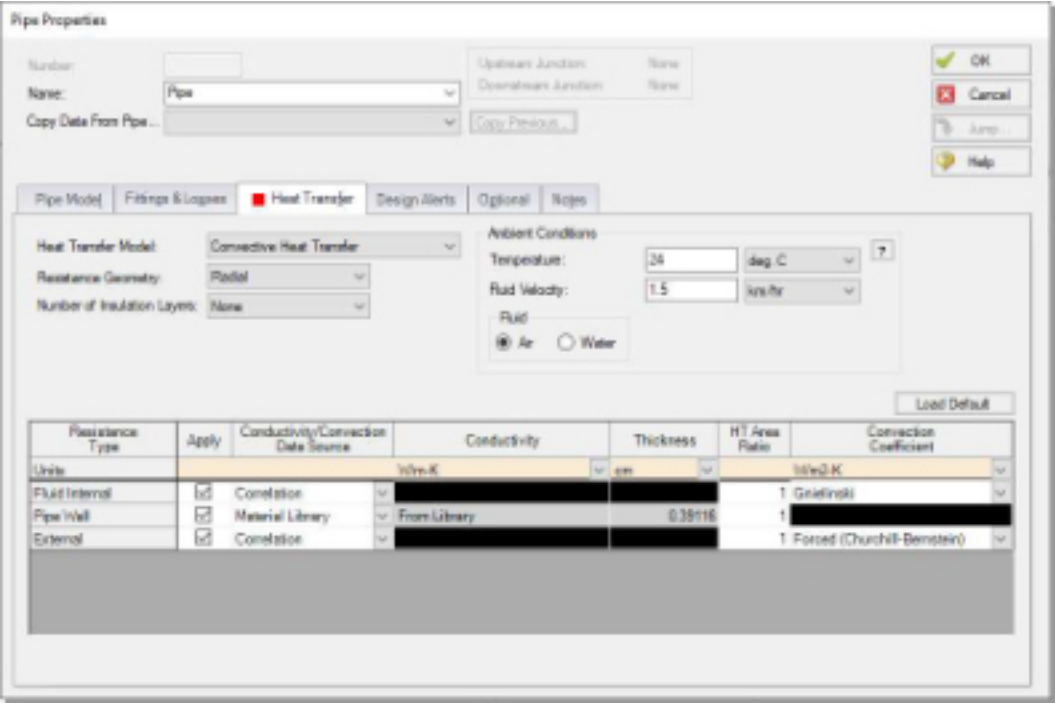 Pipe Properties
Number:
Name: Pipe
Copy Data From Pipe... Copy Previous...
Upstream Junction: None
Downstream Junction: None
OK
Cancel
Jump...
Help
Pipe Model Fittings & Losses Heat Transfer Design Alerts Optional Notes
Heat Transfer Model: Convective Heat Transfer
Resistance Geometry: Radial
Number of Insulation Layers: None
Ambient Conditions
Temperature: 24 deg. C ?
Fluid Velocity: 1.5 km/hr
Fluid
Air Water
Load Default
Resistance Type Apply Conductivity/Convection Data Source Conductivity Thickness HT Area Ratio Convection Coefficient
Units W/m-K cm W/m2-K
Fluid Internal Correlation 1 Gnielinski
Pipe Wall Material Library From Library 0.39116 1
External Correlation 1 Forced (Churchill-Bernstein)